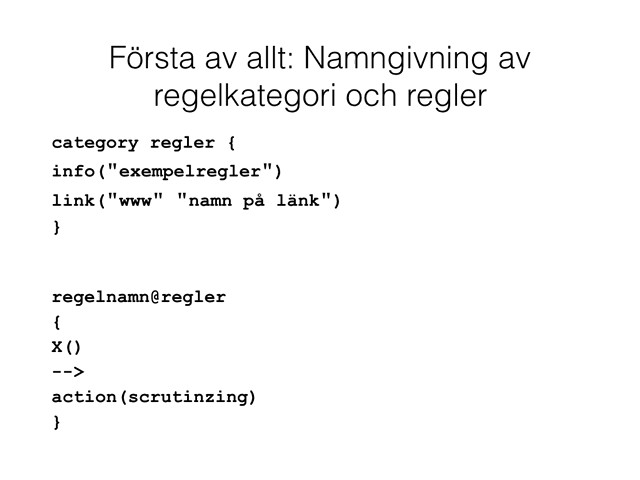 Första av allt: Namngivning av
regelkategori och regler
category regler {
info("exempelregler")
link("www" "namn på länk")
}
regelnamn@regler
{
X()
-->
action(scrutinzing)
}